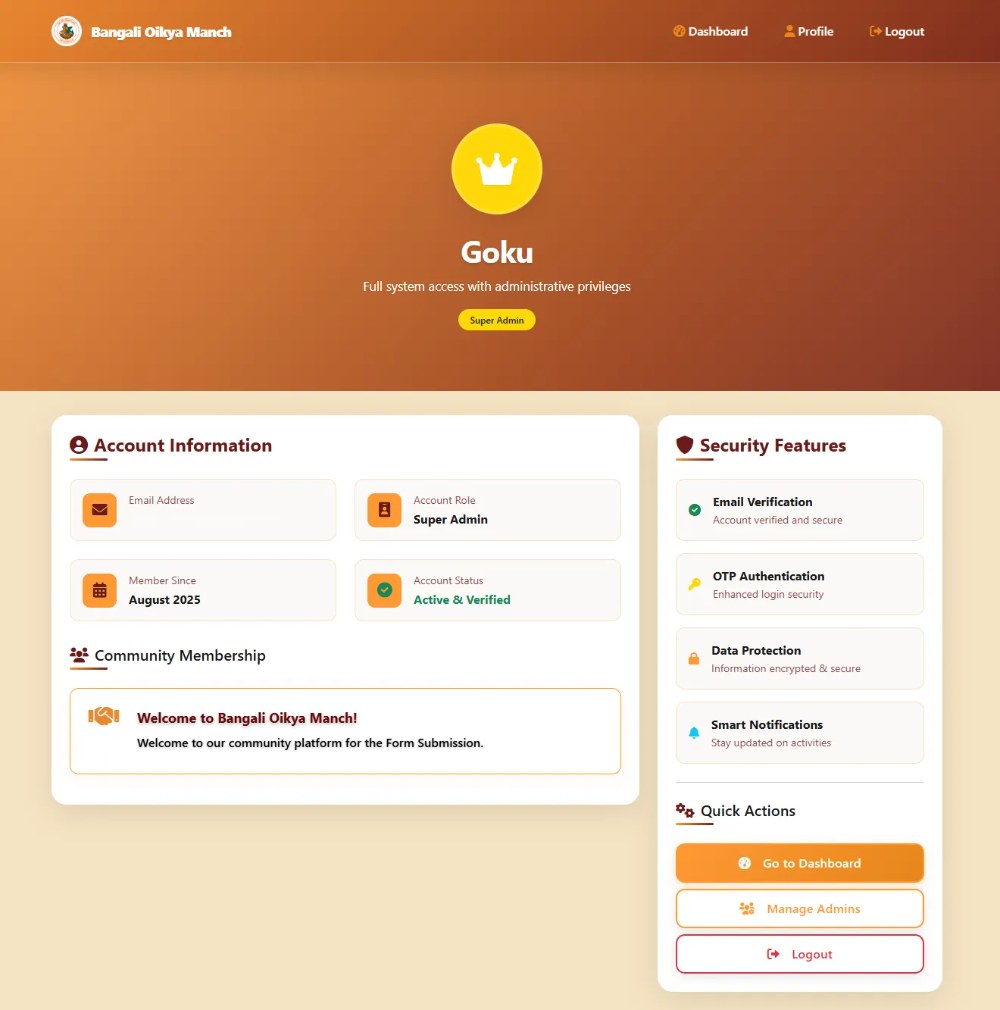 Bangali Oikya Manch
Dashboard
Profile
Logout
Goku
Full system access with administrative privileges
Super Admin
Account Information
Email Address
Account Role
Super Admin
Member Since
August 2025
Account Status
Active & Verified
Community Membership
Welcome to Bangali Oikya Manch!
Welcome to our community platform for the Form Submission.
Security Features
Email Verification
Account verified and secure
OTP Authentication
Enhanced login security
Data Protection
Information encrypted & secure
Smart Notifications
Stay updated on activities
Quick Actions
Go to Dashboard
Manage Admins
Logout